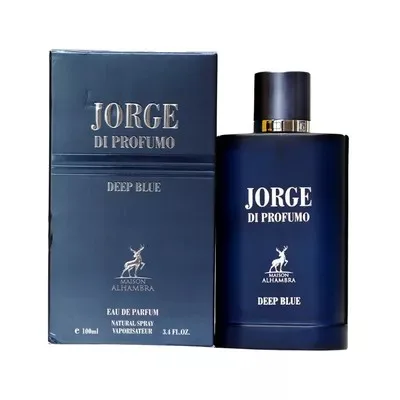 JORGE
DI PROFUMO
DEEP BLUE
MAISON
ALHAMBRA
EAU DE PARFUM
NATURAL SPRAY
VAPORISATEUR
e 100ml
3.4 FL.OZ.
JORGE
DI PROFUMO
MAISON
ALHAMBRA
DEEP BLUE